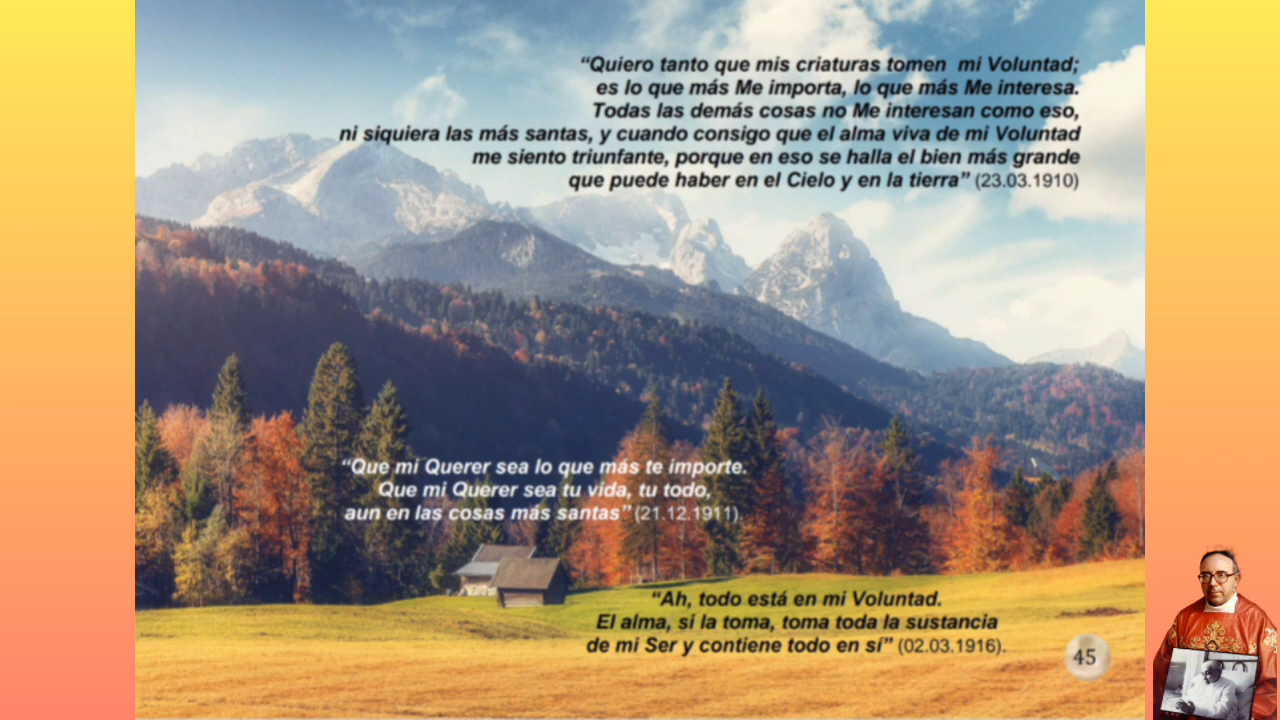 “Quiero tanto que mis criaturas tomen mi Voluntad;
es lo que más Me importa, lo que más Me interesa.
Todas las demás cosas no Me interesan como eso,
ni siquiera las más santas, y cuando consigo que el alma viva de mi Voluntad
me siento triunfante, porque en eso se halla el bien más grande
que puede haber en el Cielo y en la tierra” (23.03.1910)
“Que mi Querer sea lo que más te importe.
Que mi Querer sea tu vida, tu todo,
aun en las cosas más santas” (21.12.1911).
“Ah, todo está en mi Voluntad.
El alma, si la toma, toma toda la sustancia
de mi Ser y contiene todo en sí” (02.03.1916).
45